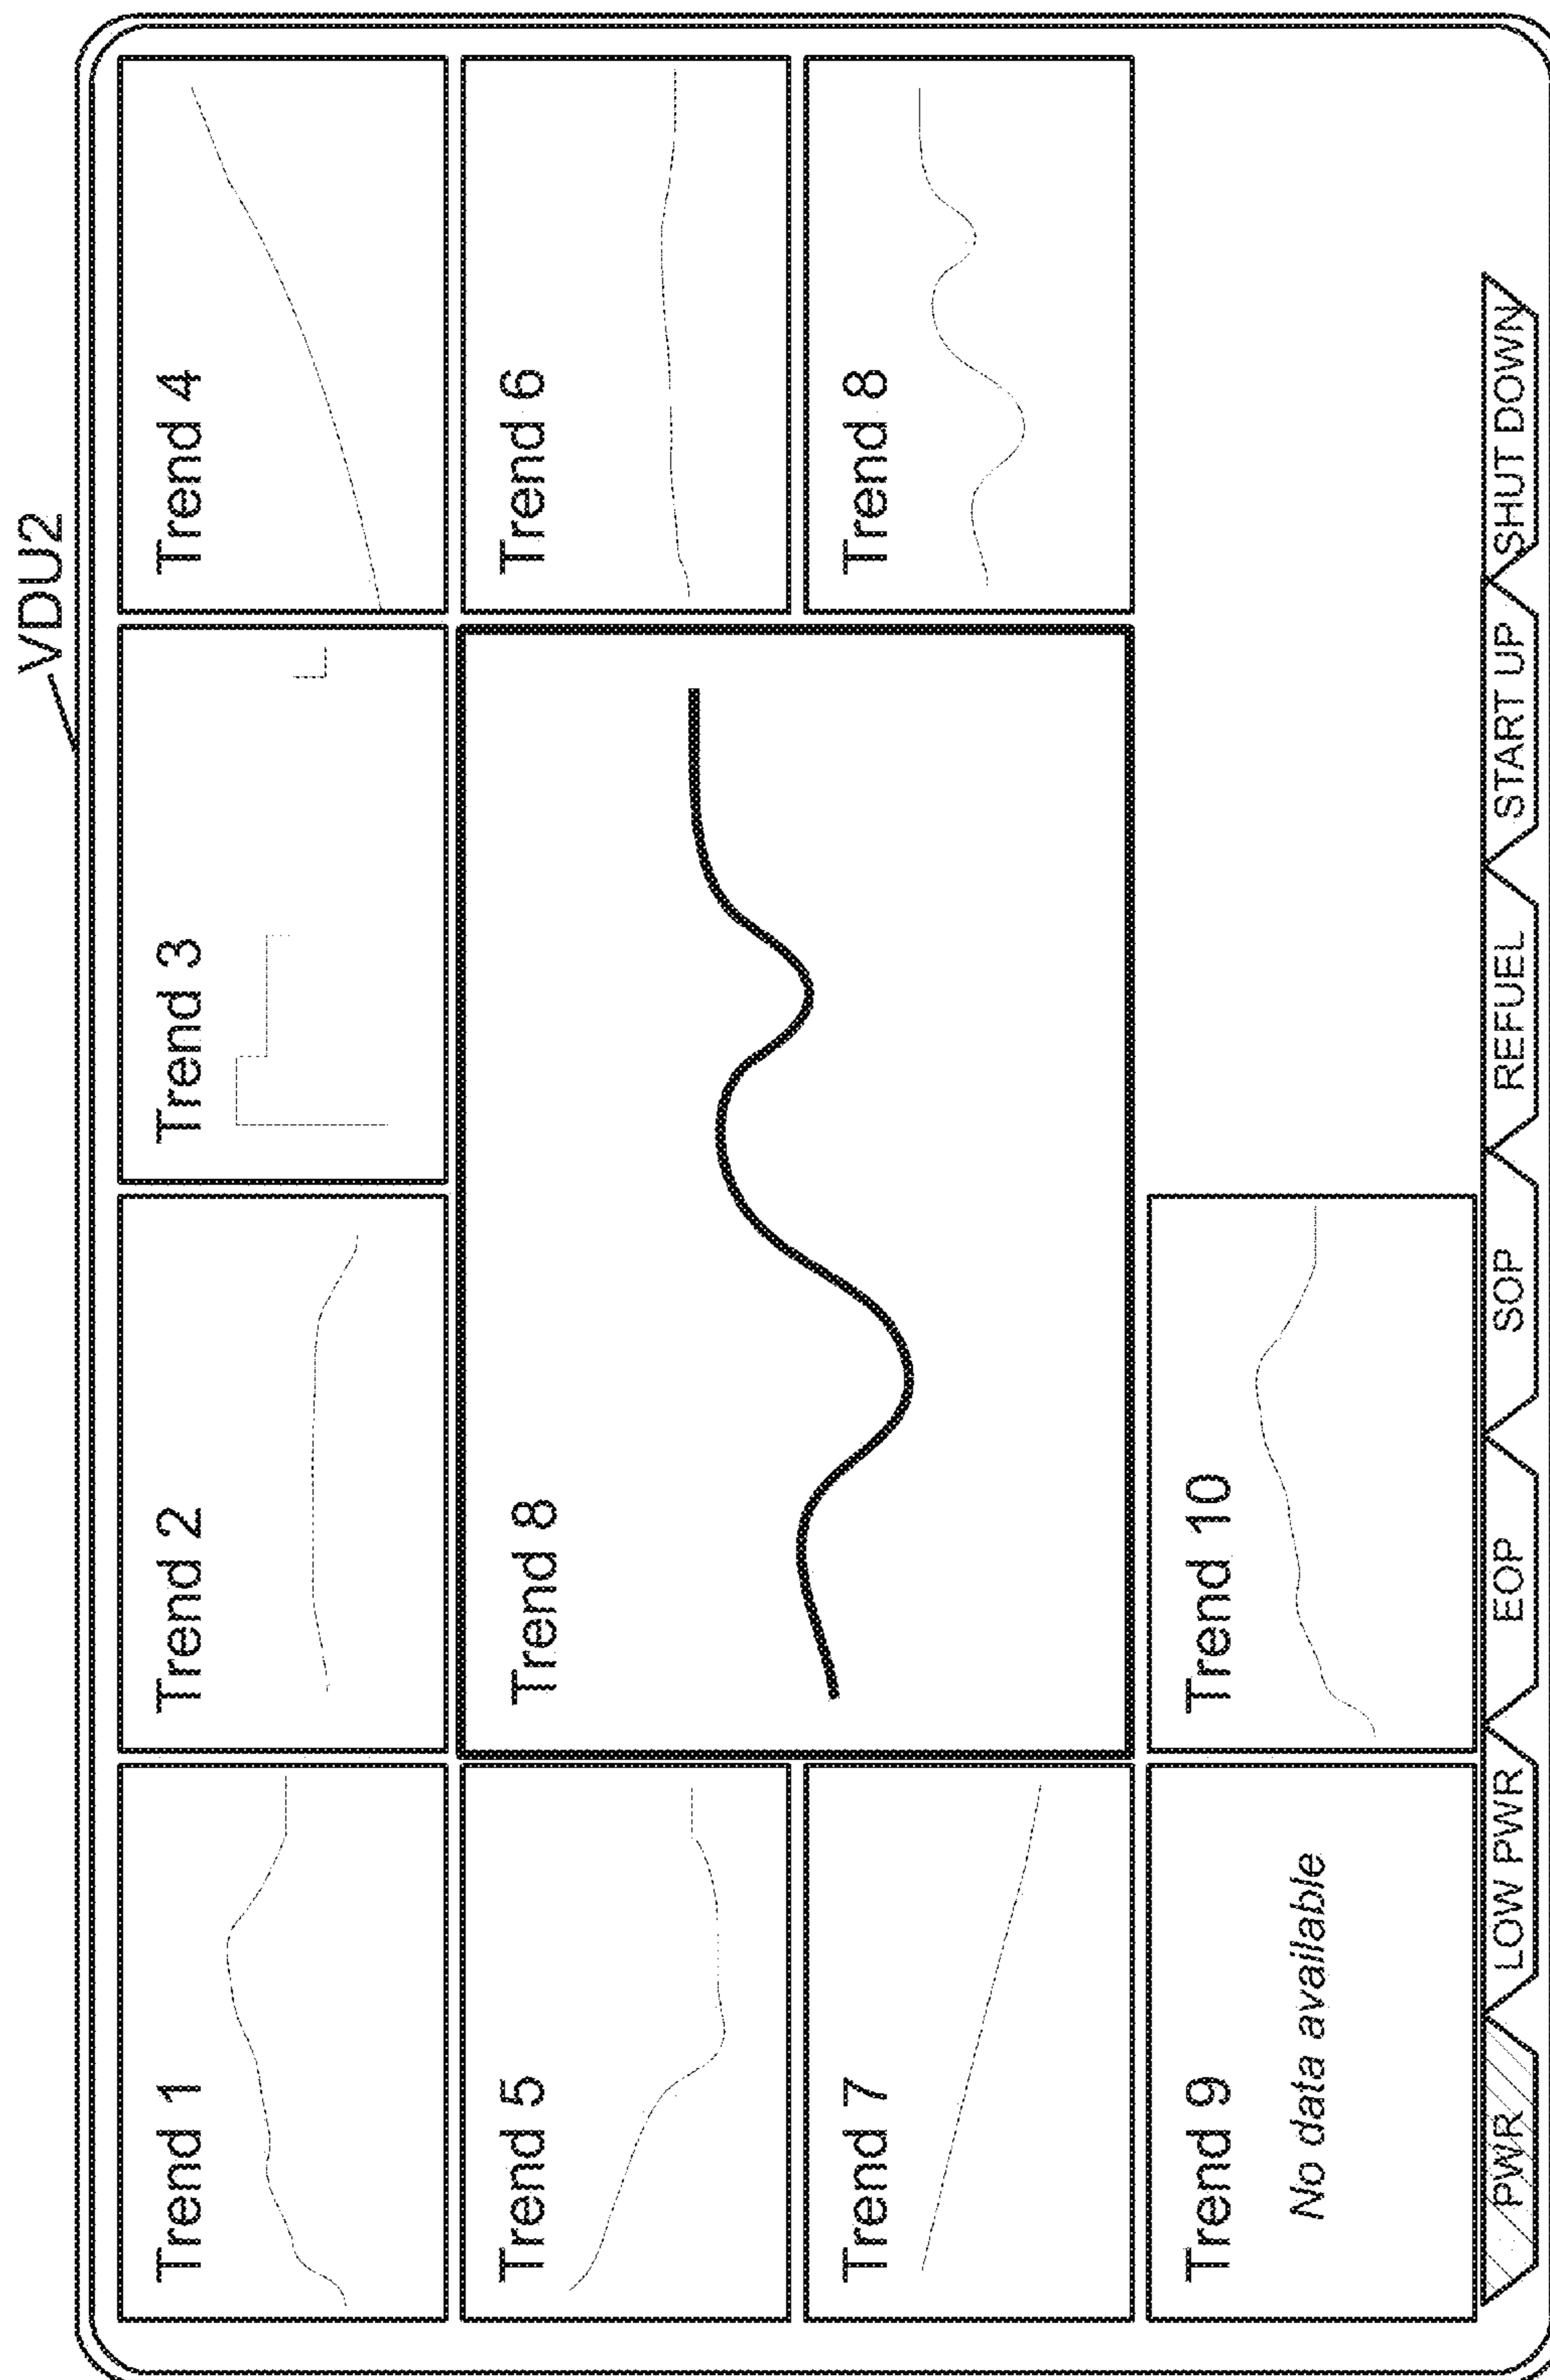 VDU2
Trend 1
Trend 2
Trend 3
Trend 4
Trend 5
Trend 8
Trend 6
Trend 7
Trend 8
Trend 9
No data available
Trend 10
PWR
LOW PWR
EOP
SOP
REFUEL
START UP
SHUT DOWN